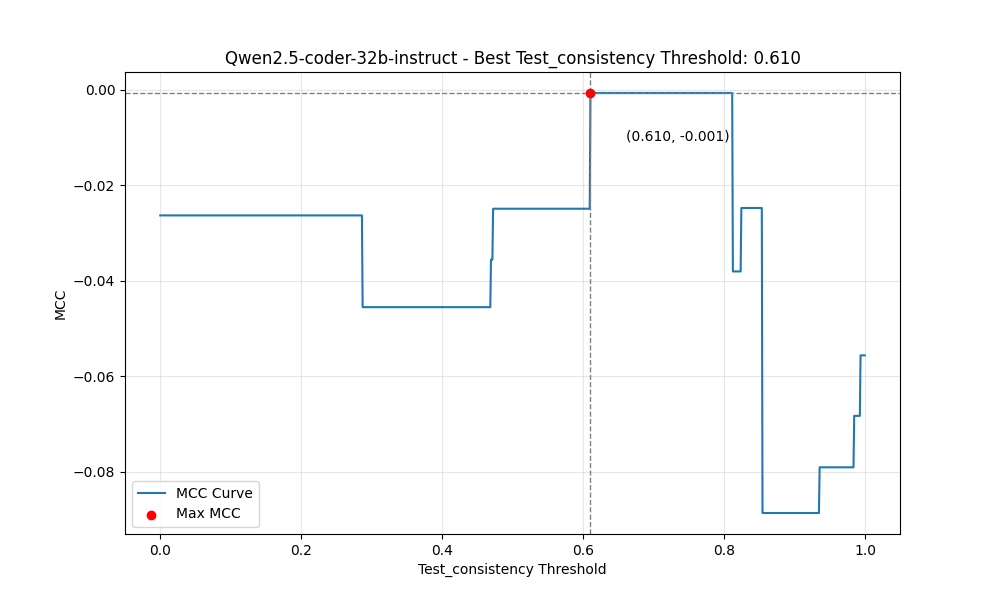 Qwen2.5-coder-32b-instruct - Best Test_consistency Threshold: 0.610
0.00
−0.02
−0.04
−0.06
−0.08
MCC
(0.610, -0.001)
MCC Curve
Max MCC
0.0
0.2
0.4
0.6
0.8
1.0
Test_consistency Threshold